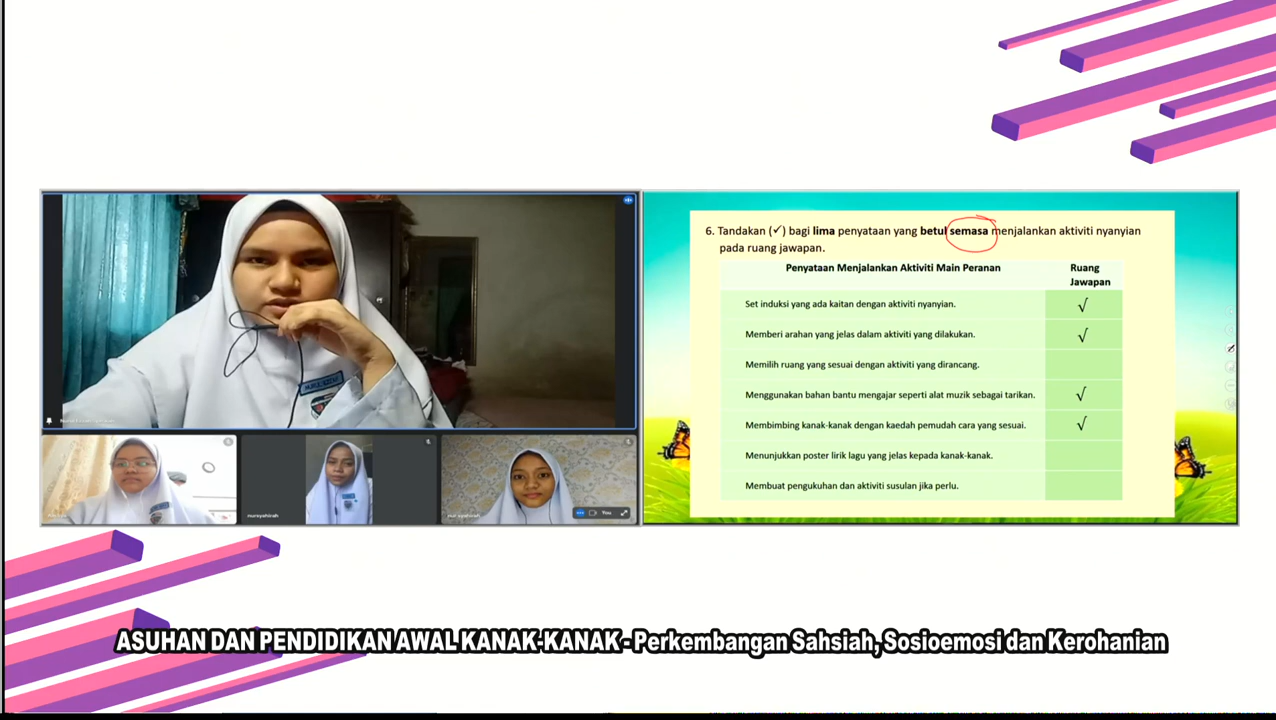 6. Tandakan (✓) bagi lima penyataan yang betul semasa menjalankan aktiviti nyanyian
pada ruang jawapan.
Penyataan Menjalankan Aktiviti Main Peranan
Ruang
Jawapan
Set induksi yang ada kaitan dengan aktiviti nyanyian. √
Memberi arahan yang jelas dalam aktiviti yang dilakukan. √
Memilih ruang yang sesuai dengan aktiviti yang dirancang.
Menggunakan bahan bantu mengajar seperti alat muzik sebagai tarikan. √
Membimbing kanak-kanak dengan kaedah pemudah cara yang sesuai. √
Menunjukkan poster lirik lagu yang jelas kepada kanak-kanak.
Membuat pengukuhan dan aktiviti susulan jika perlu.
nursyahirah
You
ASUHAN DAN PENDIDIKAN AWAL KANAK-KANAK - Perkembangan Sahsiah, Sosioemosi dan Kerohanian